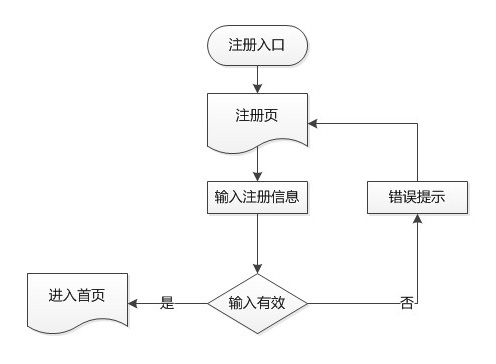 注册入口
注册页
输入注册信息
错误提示
进入首页
是
输入有效
否